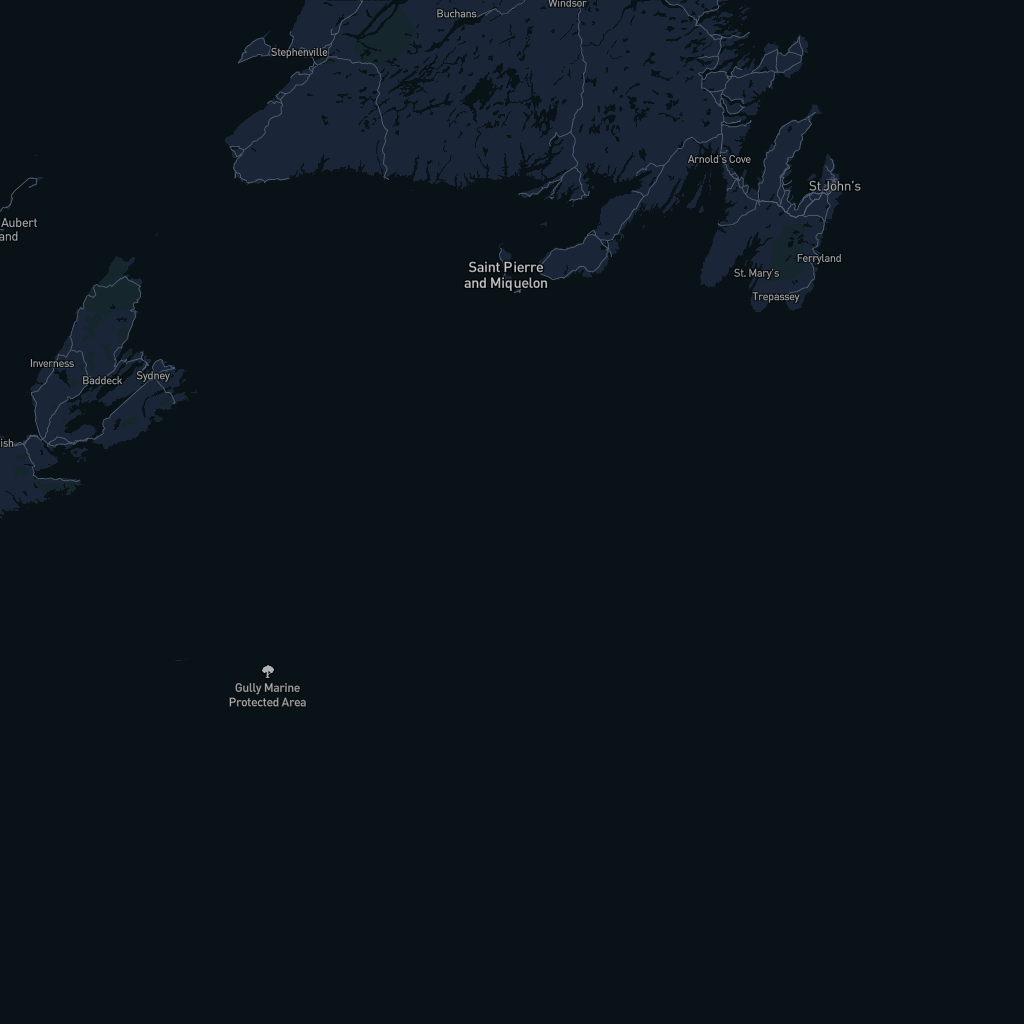 Windsor
Buchans
Stephenville
Arnold's Cove
St John's
Aubert
and
Ferryland
Saint Pierre
and Miquelon
St. Mary's
Trepassey
Inverness
Sydney
Baddeck
ish
Gully Marine
Protected Area